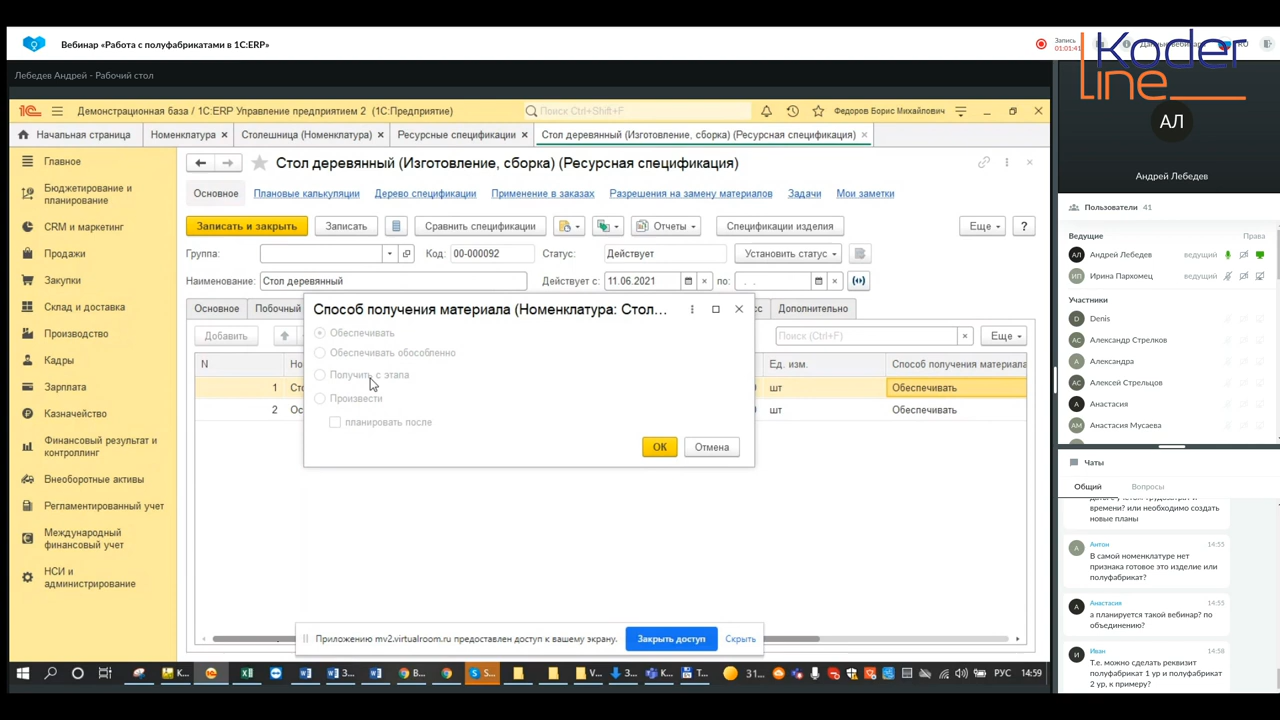 Вебинар «Работа с полуфабрикатами в 1С:ERP»
Запись
01:01:41
Koder
line
RU
Лебедев Андрей - Рабочий стол
Демонстрационная база / 1С:ERP Управление предприятием 2 (1С:Предприятие)
Поиск Ctrl+Shift+F
Федоров Борис Михайлович
Начальная страница
Номенклатура
Столешница (Номенклатура)
Ресурсные спецификации
Стол деревянный (Изготовление, сборка) (Ресурсная спецификация)
Главное
Бюджетирование и
планирование
CRM и маркетинг
Продажи
Закупки
Склад и доставка
Производство
Кадры
Зарплата
Казначейство
Финансовый результат и
контроллинг
Внеоборотные активы
Регламентированный учет
Международный
финансовый учет
НСИ и
администрирование
Стол деревянный (Изготовление, сборка) (Ресурсная спецификация)
Основное
Плановые калькуляции
Дерево спецификации
Применение в заказах
Разрешения на замену материалов
Задачи
Мои заметки
Записать и закрыть
Записать
Сравнить спецификации
Отчеты
Спецификации изделия
Еще
?
Группа:
Код: 00-000092
Статус: Действует
Установить статус
Наименование: Стол деревянный
Действует с: 11.06.2021
по: . .
Основное
Побочный
Дополнительно
Добавить
Поиск (Ctrl+F)
Еще
N
Ед. изм.
Способ получения материала
1
шт
Обеспечивать
2
шт
Обеспечивать
Способ получения материала (Номенклатура: Стол...
Обеспечивать
Обеспечивать обособленно
Получить с этапа
Произвести
планировать после
ОК
Отмена
Приложению mv2.virtualroom.ru предоставлен доступ к вашему экрану.
Закрыть доступ
Скрыть
РУС
14:59
АЛ
Андрей Лебедев
Пользователи 41
Ведущие
Права
АЛ Андрей Лебедев ведущий
ИП Ирина Пархомец ведущий
Участники
D Denis
АС Александр Стрелков
А Александра
АС Алексей Стрельцов
А Анастасия
АМ Анастасия Мусаева
Чаты
Общий
Вопросы
времени? или необходимо создать
новые планы
Антон 14:55
В самой номенклатуре нет
признака готовое это изделие или
полуфабрикат?
Анастасия 14:55
а планируется такой вебинар? по
объединению?
Иван 14:58
Т.е. можно сделать реквизит
полуфабрикат 1 ур и полуфабрикат
2 ур, к примеру?